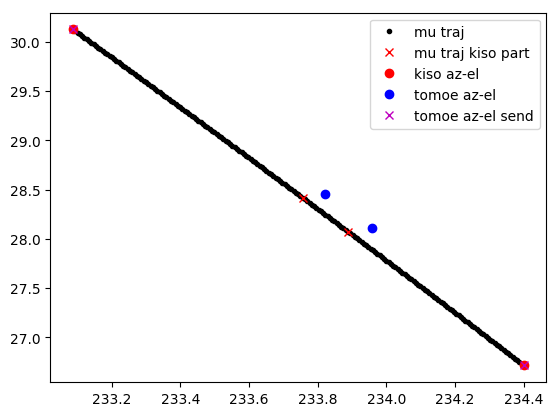 30.0
29.5
29.0
28.5
28.0
27.5
27.0
233.2 233.4 233.6 233.8 234.0 234.2 234.4
mu traj
mu traj kiso part
kiso az-el
tomoe az-el
tomoe az-el send